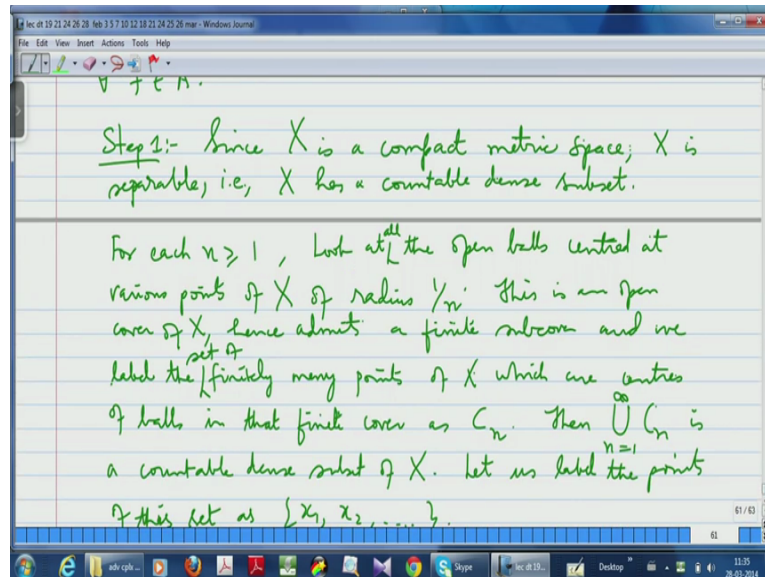 lec dt 19 21 24 26 28 feb 3 5 7 10 12 18 21 24 25 26 mar - Windows Journal
File Edit View Insert Actions Tools Help
Step 1:- Since X is a compact metric space, X is
separable, i.e., X has a countable dense subset.
For each n ≥ 1, Look at all the open balls centred at
various points of X of radius 1/n. This is an open
cover of X, hence admits a finite subcover and we
label the set of finitely many points of X which are centres
of balls in that finite cover as Cn. Then ∞⋃n=1 Cn is
a countable dense subset of X. Let us label the points
of this set as {x1, x2, ....}.
61 / 63
61
adv cplx... Skype lec dt 19... Desktop 11:35
28-03-2014